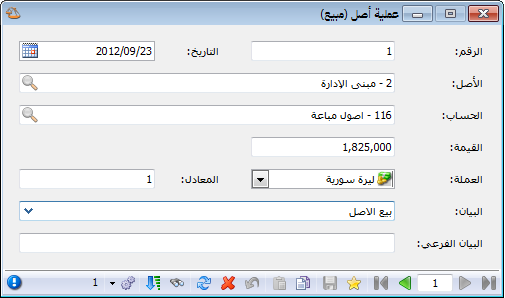 عملية أصل (مبيع)
الرقم: 1 التاريخ: 2012/09/23
الأصل: 2 - مبنى الإدارة
الحساب: 116 - اصول مباعة
القيمة: 1,825,000
العملة: ليرة سورية المعادل: 1
البيان: بيع الاصل
البيان الفرعي:
1 1